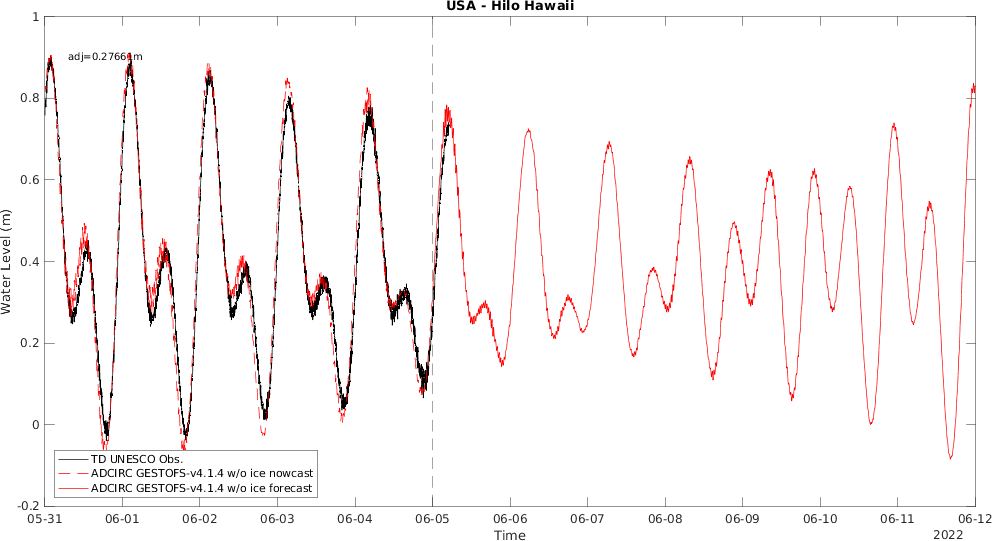 USA - Hilo Hawaii
adj=0.27661m
1
0.8
0.6
0.4
0.2
0
-0.2
Water Level (m)
TD UNESCO Obs.
ADCIRC GESTOFS-v4.1.4 w/o ice nowcast
ADCIRC GESTOFS-v4.1.4 w/o ice forecast
05-31 06-01 06-02 06-03 06-04 06-05 06-06 06-07 06-08 06-09 06-10 06-11 06-12
Time
2022